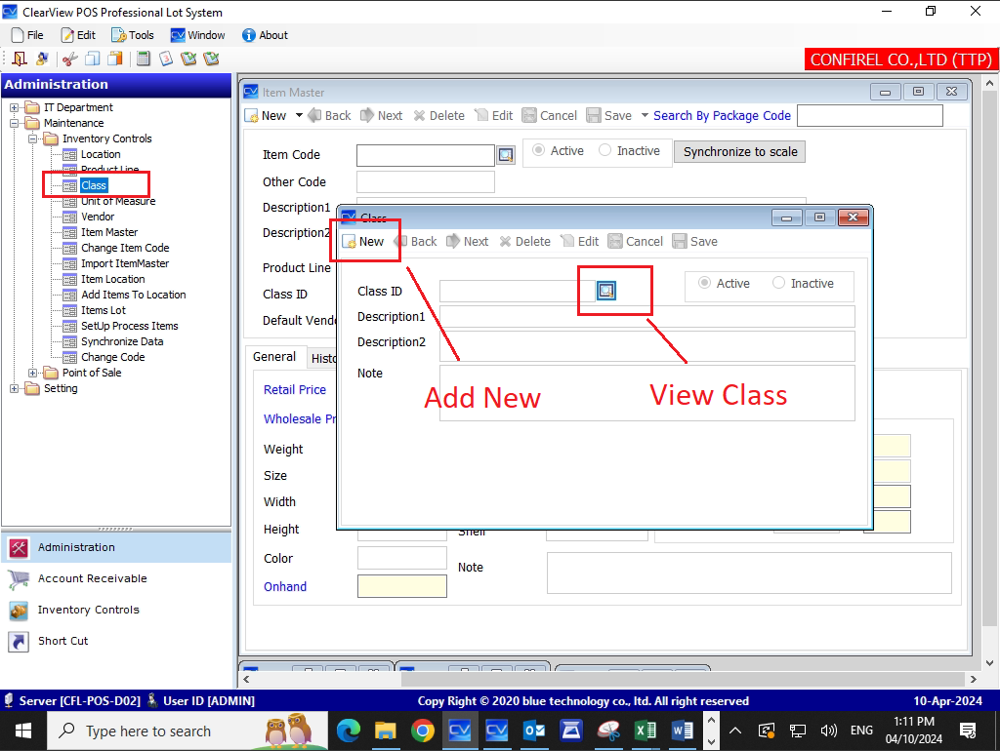 ClearView POS Professional Lot System
File Edit Tools Window About
CONFIREL CO.,LTD (TTP)
Administration
IT Department
Maintenance
Inventory Controls
Location
Product Line
Class
Unit of Measure
Vendor
Item Master
Change Item Code
Import ItemMaster
Item Location
Add Items To Location
Items Lot
SetUp Process Items
Synchronize Data
Change Code
Point of Sale
Setting
Administration
Account Receivable
Inventory Controls
Short Cut
Item Master
New Back Next Delete Edit Cancel Save Search By Package Code
Item Code Active Inactive Synchronize to scale
Other Code
Description1
Description2
Product Line
Class ID
Default Vend
General Histo
Retail Price
Wholesale Pr
Weight
Size
Width
Height Shelf
Color
Note
Onhand
Class
New Back Next Delete Edit Cancel Save
Class ID Active Inactive
Description1
Description2
Note
Add New
View Class
Server [CFL-POS-D02] User ID [ADMIN] Copy Right © 2020 blue technology co., ltd. All right reserved 10-Apr-2024
Type here to search
ENG
1:11 PM
04/10/2024